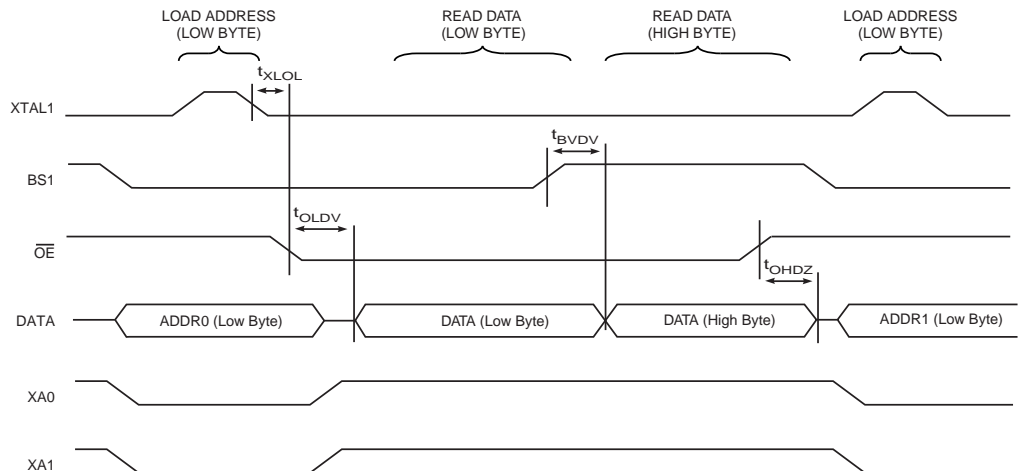 LOAD ADDRESS
(LOW BYTE)
READ DATA
(LOW BYTE)
READ DATA
(HIGH BYTE)
LOAD ADDRESS
(LOW BYTE)
tXLOL
XTAL1
tBVDV
BS1
tOLDV
OE
tOHDZ
DATA
ADDR0 (Low Byte)
DATA (Low Byte)
DATA (High Byte)
ADDR1 (Low Byte)
XA0
XA1